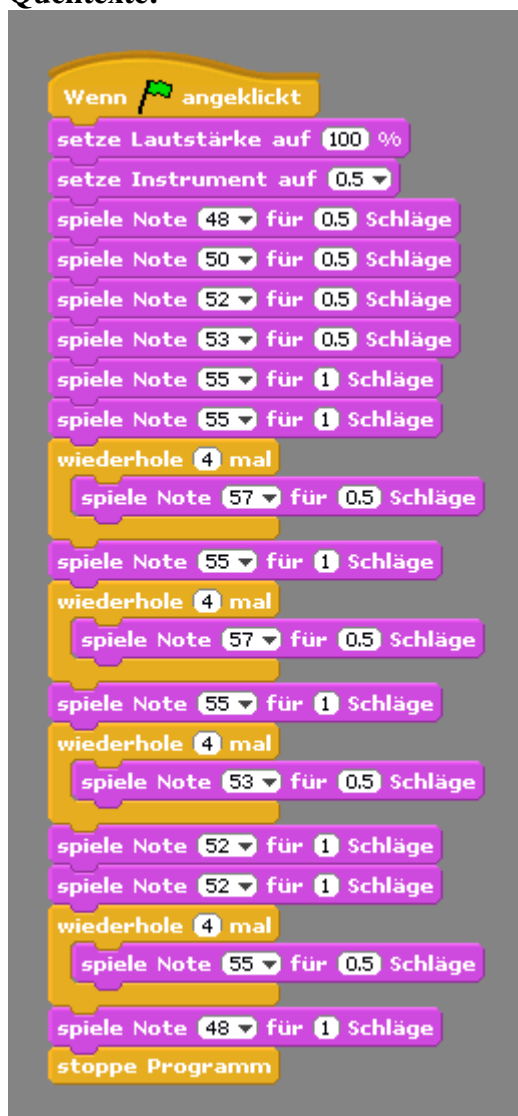 Quelltexte:
Wenn angeklickt
setze Lautstärke auf 100 %
setze Instrument auf 0.5
spiele Note 48 für 0.5 Schläge
spiele Note 50 für 0.5 Schläge
spiele Note 52 für 0.5 Schläge
spiele Note 53 für 0.5 Schläge
spiele Note 55 für 1 Schläge
spiele Note 55 für 1 Schläge
wiederhole 4 mal
spiele Note 57 für 0.5 Schläge
spiele Note 55 für 1 Schläge
wiederhole 4 mal
spiele Note 57 für 0.5 Schläge
spiele Note 55 für 1 Schläge
wiederhole 4 mal
spiele Note 53 für 0.5 Schläge
spiele Note 52 für 1 Schläge
spiele Note 52 für 1 Schläge
wiederhole 4 mal
spiele Note 55 für 0.5 Schläge
spiele Note 48 für 1 Schläge
stoppe Programm